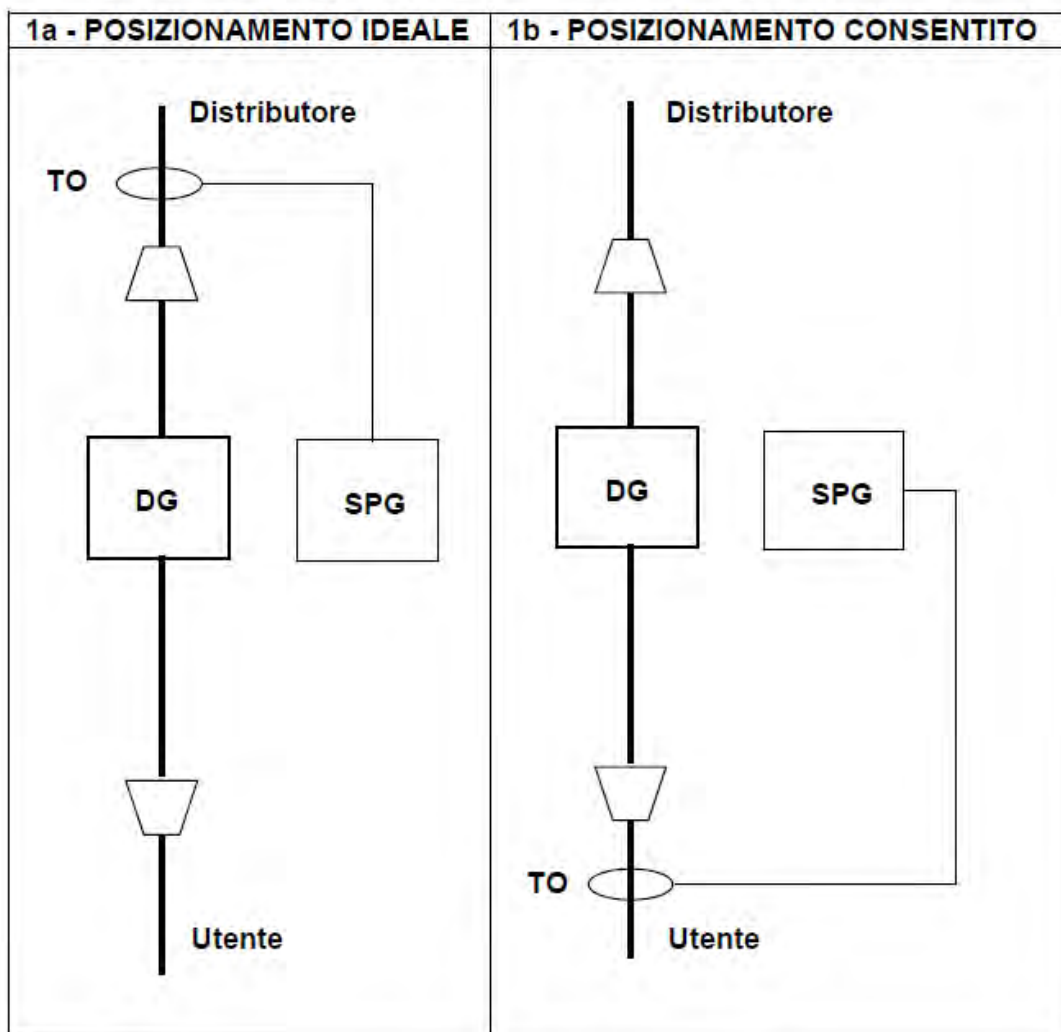 1a - POSIZIONAMENTO IDEALE
1b - POSIZIONAMENTO CONSENTITO
Distributore
TO
DG
SPG
Utente
Distributore
DG
SPG
TO
Utente